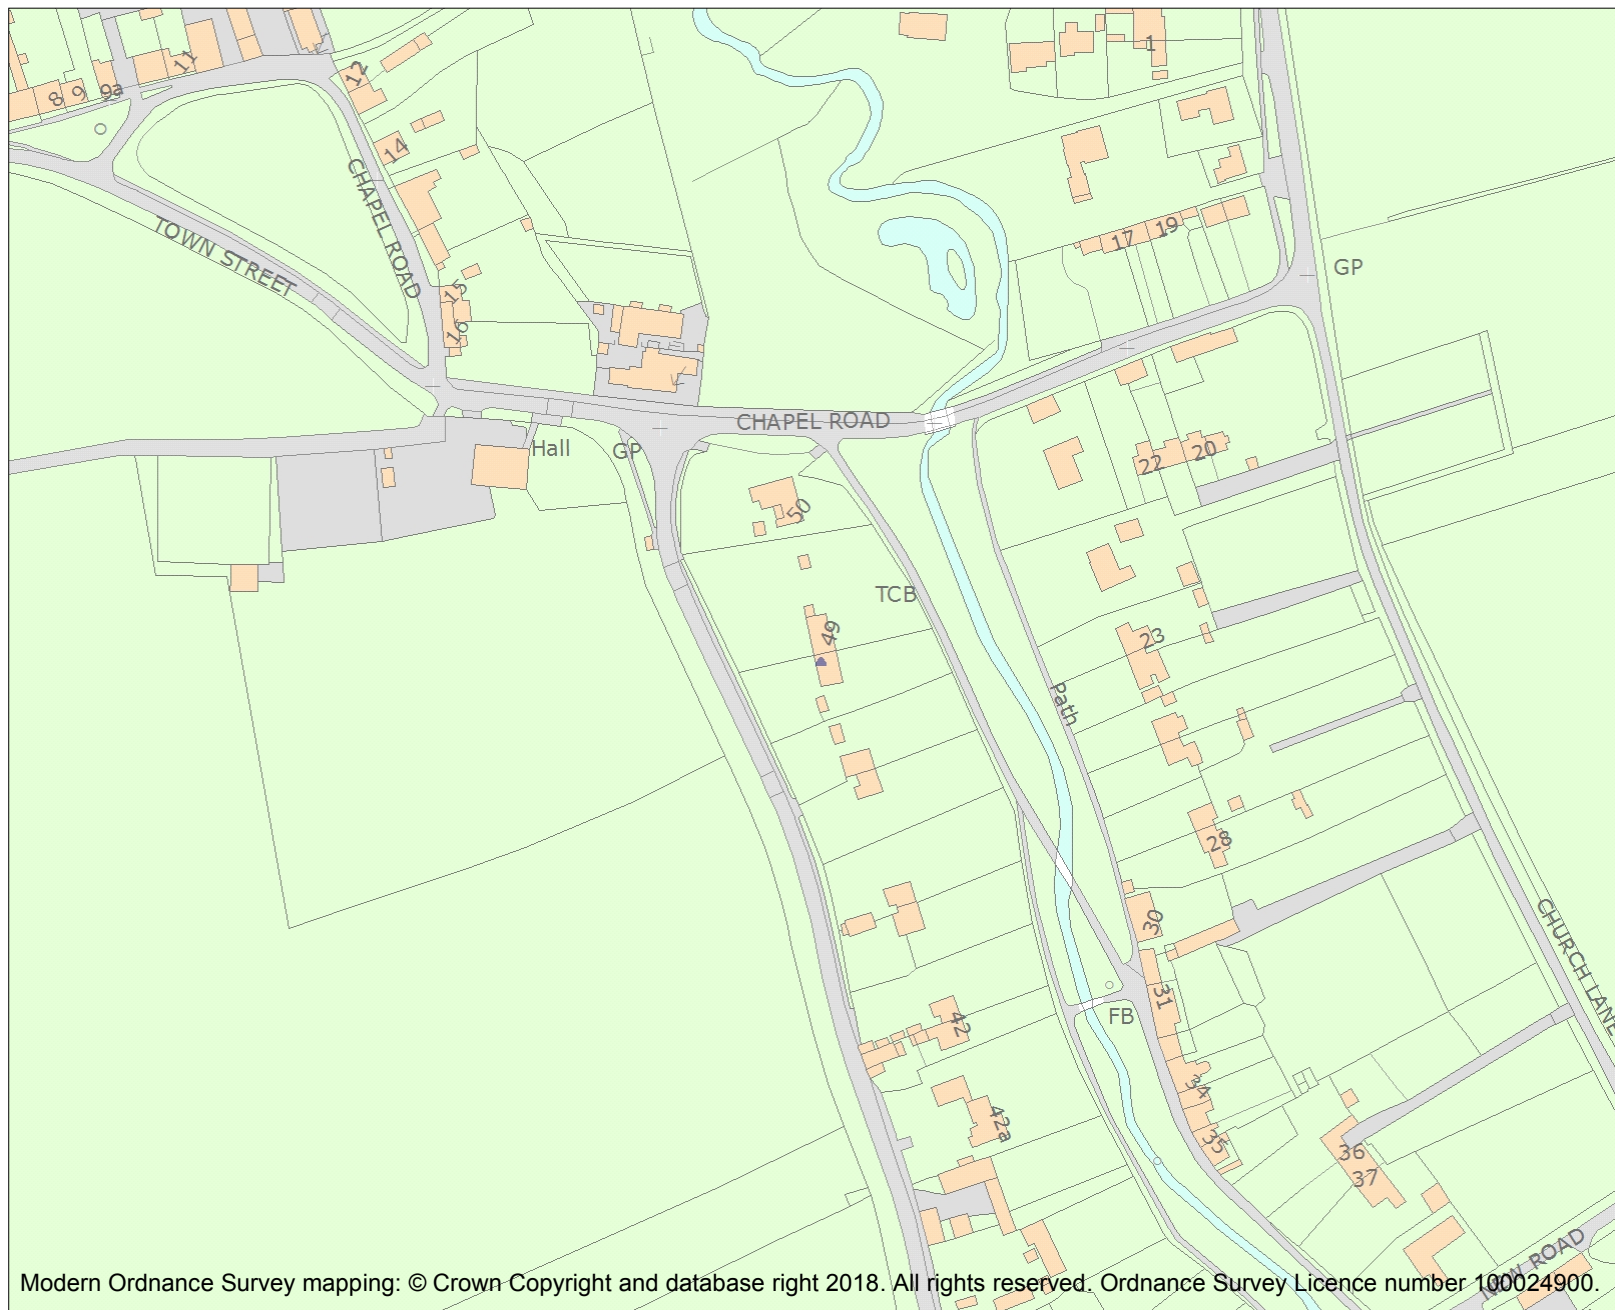 1
11
12
8
9
9a
14
CHAPEL ROAD
TOWN STREET
17
19
GP
15
16
CHAPEL ROAD
Hall
GP
22
20
50
TCB
49
23
Path
28
30
CHURCH LANE
31
FB
42
34
42a
35
36
37
NEW ROAD
Modern Ordnance Survey mapping: © Crown Copyright and database right 2018. All rights reserved. Ordnance Survey Licence number 100024900.